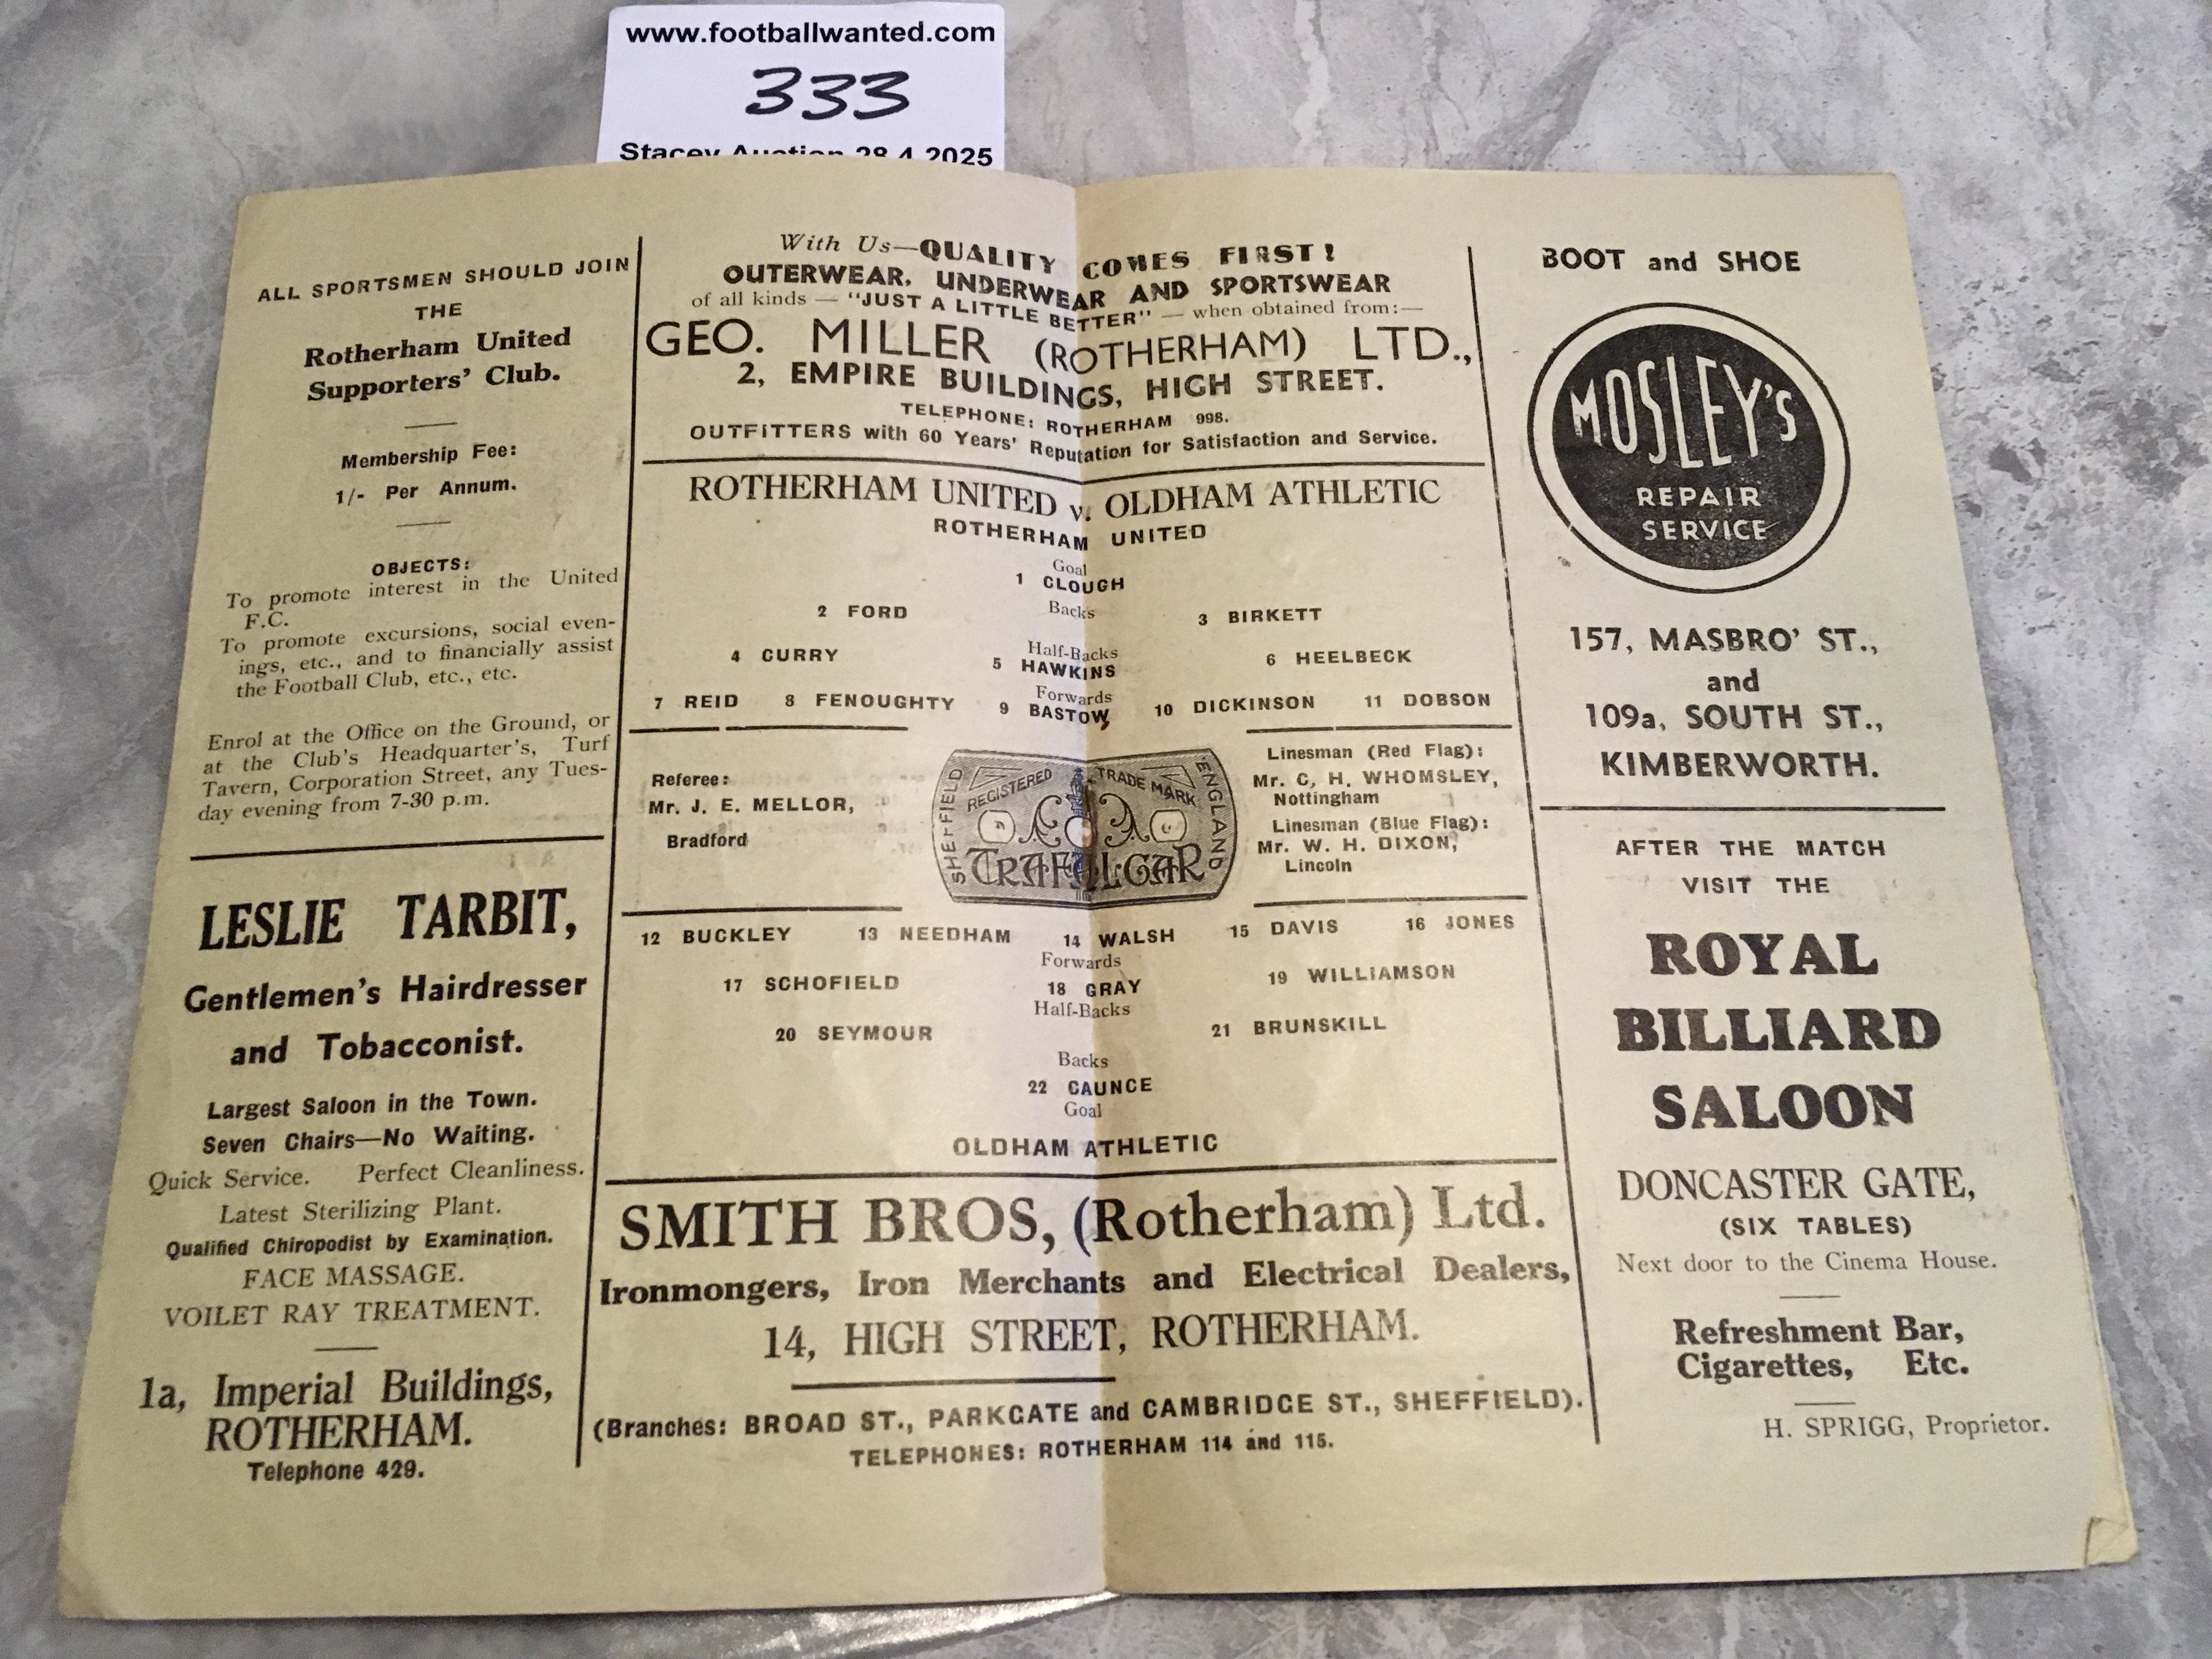 www.footballwanted.com
333
Stacey Auction 28.4.2025
ALL SPORTSMEN SHOULD JOIN
THE
Rotherham United
Supporters' Club.
Membership Fee:
1/- Per Annum.
OBJECTS:
To promote interest in the United
F.C.
To promote excursions, social even-
ings, etc., and to financially assist
the Football Club, etc., etc.
Enrol at the Office on the Ground, or
at the Club's Headquarter's, Turf
Tavern, Corporation Street, any Tues-
day evening from 7-30 p.m.
LESLIE TARBIT,
Gentlemen's Hairdresser
and Tobacconist.
Largest Saloon in the Town.
Seven Chairs—No Waiting.
Quick Service. Perfect Cleanliness.
Latest Sterilizing Plant.
Qualified Chiropodist by Examination.
FACE MASSAGE.
VOILET RAY TREATMENT.
1a, Imperial Buildings,
ROTHERHAM.
Telephone 429.
With Us—QUALITY COMES FIRST!
OUTERWEAR, UNDERWEAR AND SPORTSWEAR
of all kinds — "JUST A LITTLE BETTER" — when obtained from:—
GEO. MILLER (ROTHERHAM) LTD.,
2, EMPIRE BUILDINGS, HIGH STREET.
TELEPHONE: ROTHERHAM 998.
OUTFITTERS with 60 Years' Reputation for Satisfaction and Service.
ROTHERHAM UNITED v. OLDHAM ATHLETIC
ROTHERHAM UNITED
Goal
1 CLOUGH
2 FORD Backs 3 BIRKETT
Half-Backs
4 CURRY 5 HAWKINS 6 HEELBECK
Forwards
7 REID 8 FENOUGHTY 9 BASTOW 10 DICKINSON 11 DOBSON
Referee:
Mr. J. E. MELLOR,
Bradford
SHEFFIELD REGISTERED TRADE MARK ENGLAND
TRAFALGAR
Linesman (Red Flag):
Mr. C, H. WHOMSLEY,
Nottingham
Linesman (Blue Flag):
Mr. W. H. DIXON,
Lincoln
12 BUCKLEY 13 NEEDHAM 14 WALSH 15 DAVIS 16 JONES
Forwards
17 SCHOFIELD 18 GRAY 19 WILLIAMSON
Half-Backs
20 SEYMOUR 21 BRUNSKILL
Backs
22 CAUNCE
Goal
OLDHAM ATHLETIC
SMITH BROS, (Rotherham) Ltd.
Ironmongers, Iron Merchants and Electrical Dealers,
14, HIGH STREET, ROTHERHAM.
(Branches: BROAD ST., PARKGATE and CAMBRIDGE ST., SHEFFIELD).
TELEPHONES: ROTHERHAM 114 and 115.
BOOT and SHOE
MOSLEY'S
REPAIR
SERVICE
157, MASBRO' ST.,
and
109a, SOUTH ST.,
KIMBERWORTH.
AFTER THE MATCH
VISIT THE
ROYAL
BILLIARD
SALOON
DONCASTER GATE,
(SIX TABLES)
Next door to the Cinema House.
Refreshment Bar,
Cigarettes, Etc.
H. SPRIGG, Proprietor.